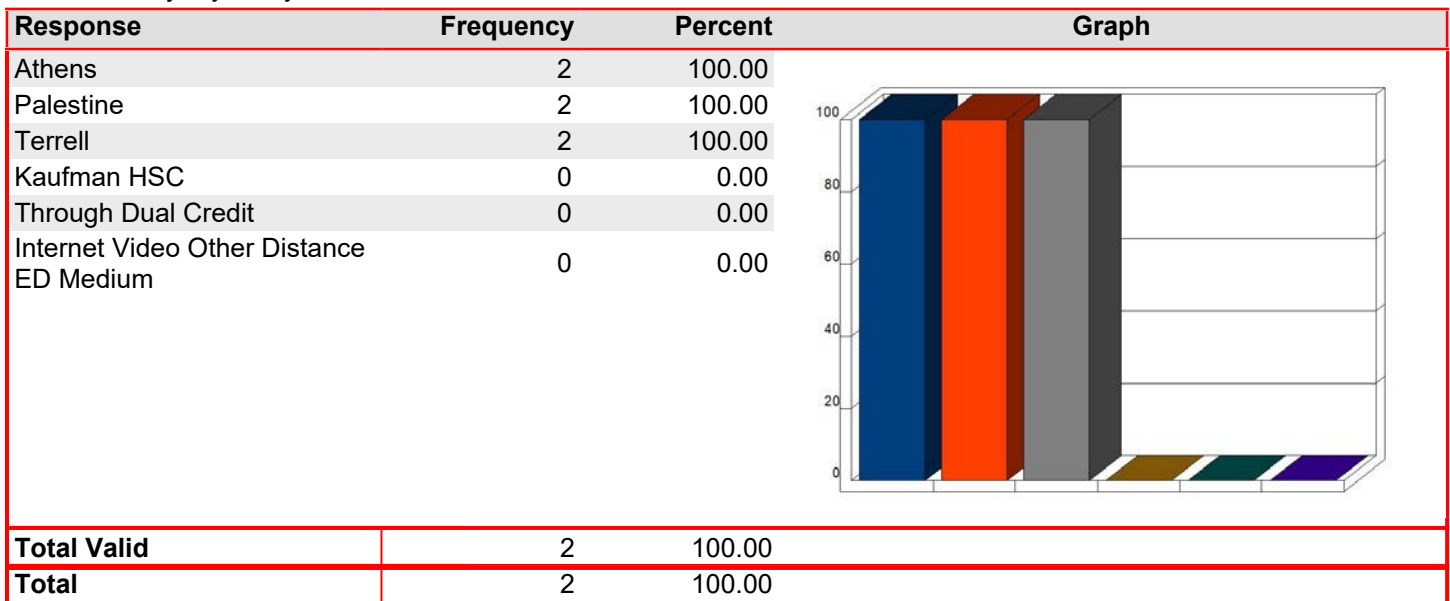 Response Frequency Percent Graph
Athens 2 100.00
Palestine 2 100.00
Terrell 2 100.00
Kaufman HSC 0 0.00
Through Dual Credit 0 0.00
Internet Video Other Distance
ED Medium 0 0.00
100
80
60
40
20
0
Total Valid 2 100.00
Total 2 100.00